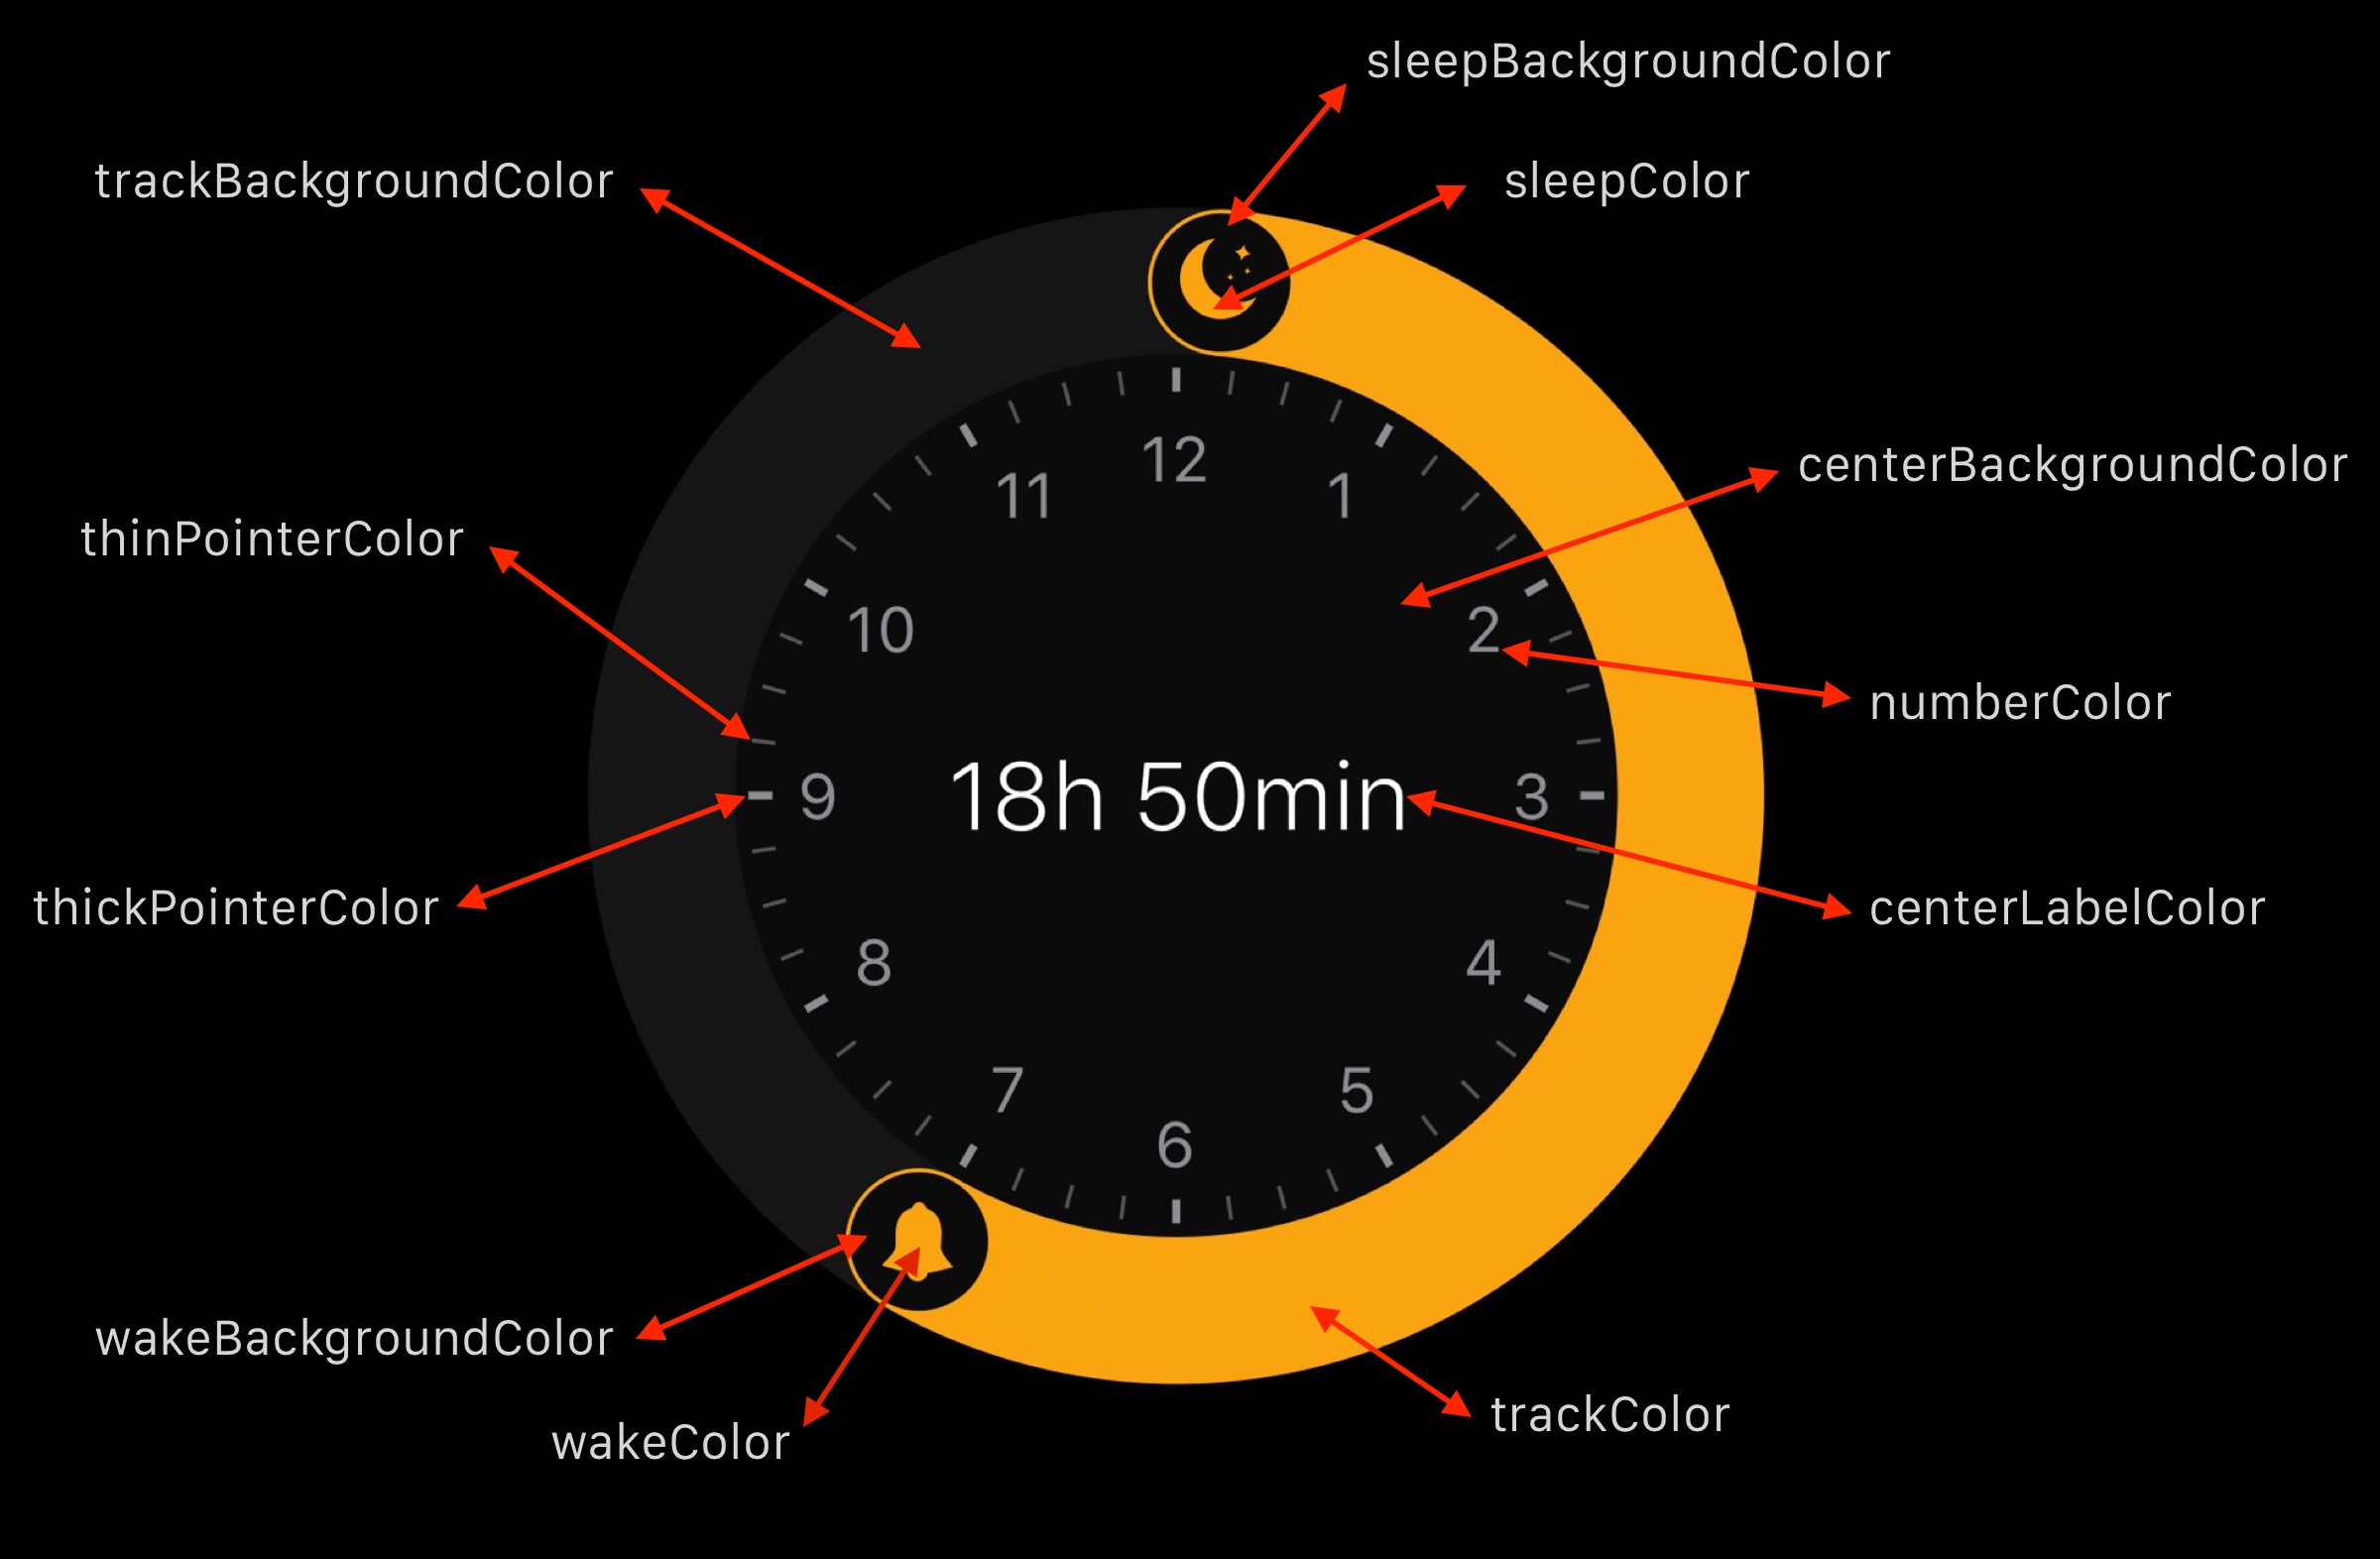 sleepBackgroundColor
trackBackgroundColor
sleepColor
12
11
1
centerBackgroundColor
thinPointerColor
10
2
numberColor
9
18h 50min
3
thickPointerColor
centerLabelColor
8
4
7
5
6
wakeBackgroundColor
trackColor
wakeColor